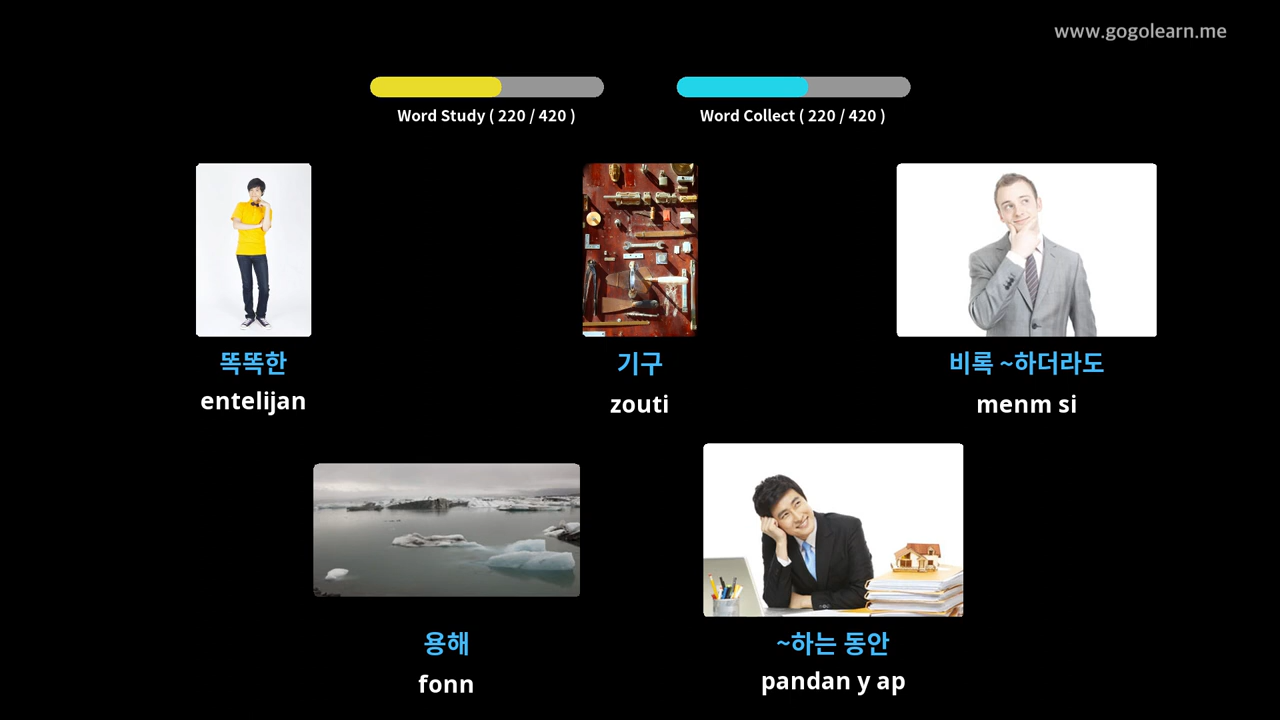 www.gogolearn.me
Word Study ( 220 / 420 )
Word Collect ( 220 / 420 )
똑똑한
entelijan
기구
zouti
비록 ~하더라도
menm si
용해
fonn
~하는 동안
pandan y ap